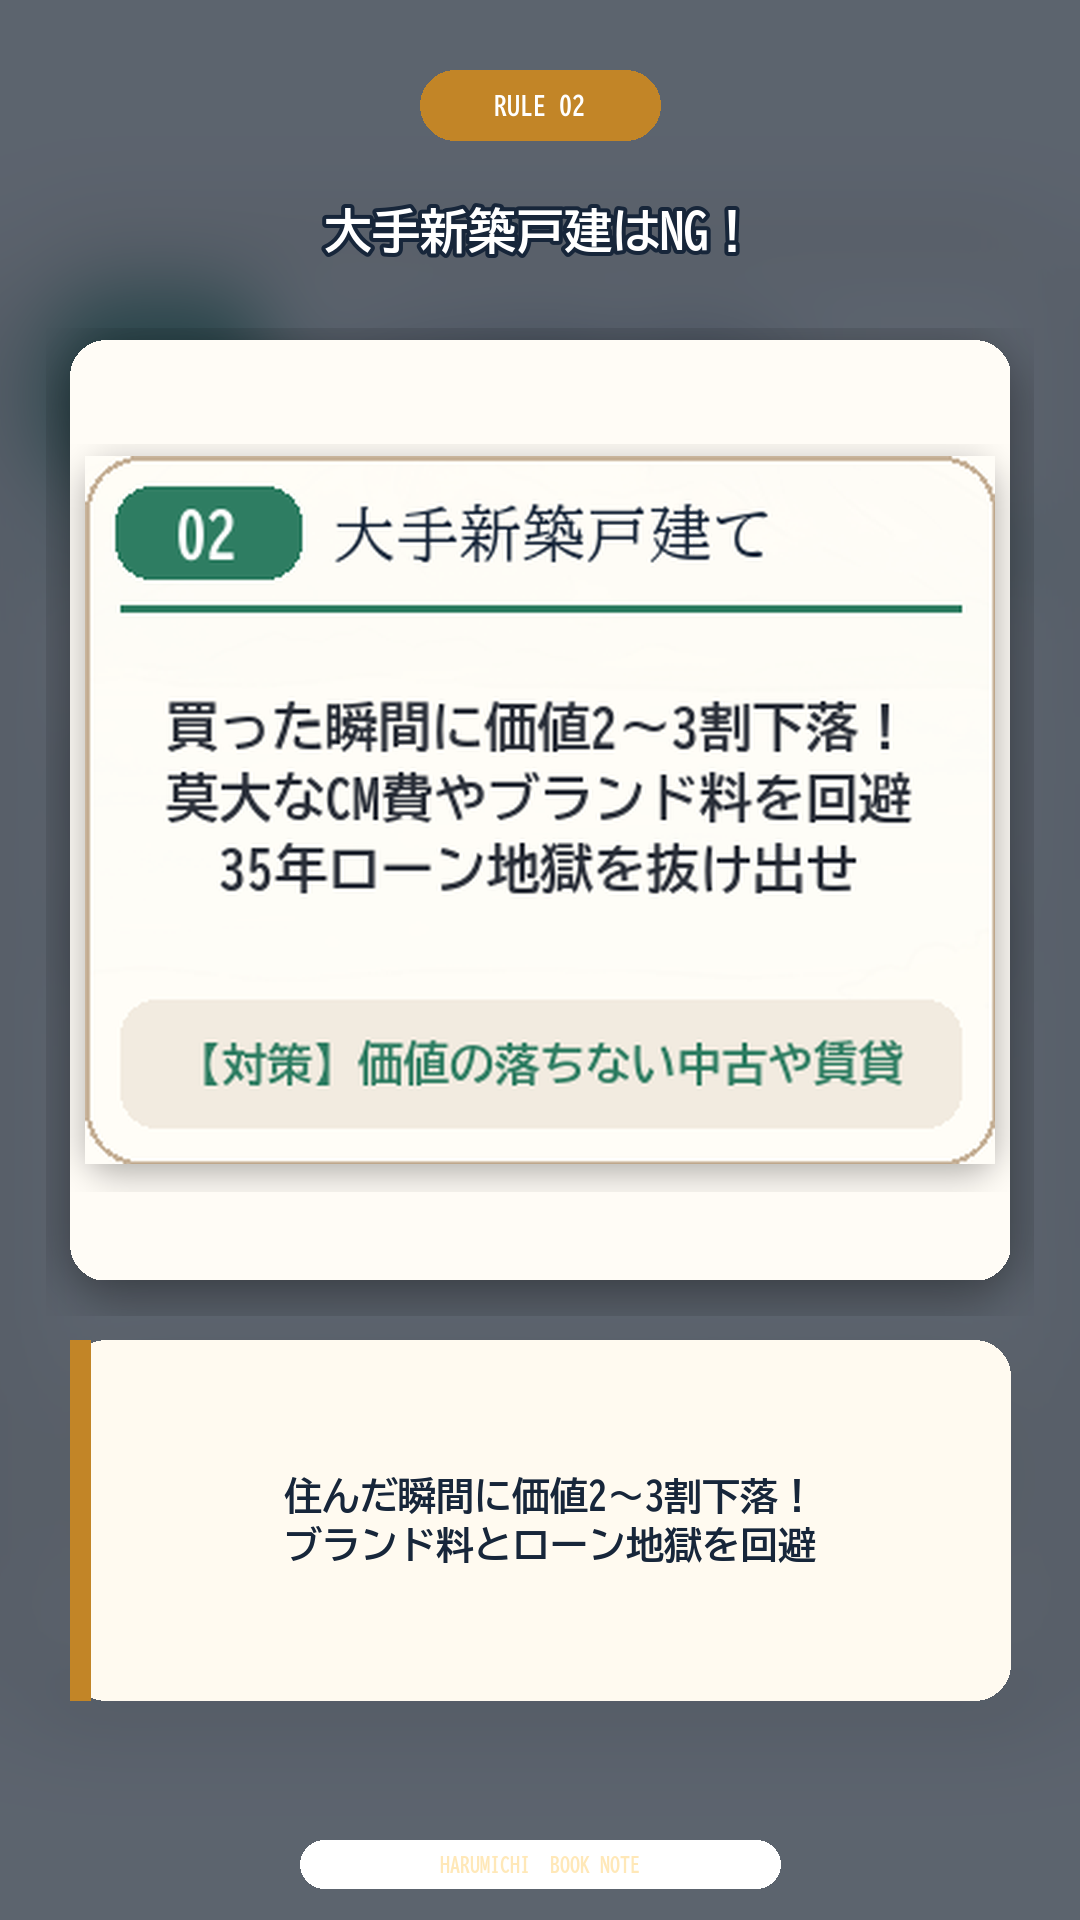 RULE 02
大手新築戸建はNG！
02 大手新築戸建て
買った瞬間に価値2～3割下落！
莫大なCM費やブランド料を回避
35年ローン地獄を抜け出せ
【対策】価値の落ちない中古や賃貸
住んだ瞬間に価値2～3割下落！
ブランド料とローン地獄を回避
HARUMICHI BOOK NOTE